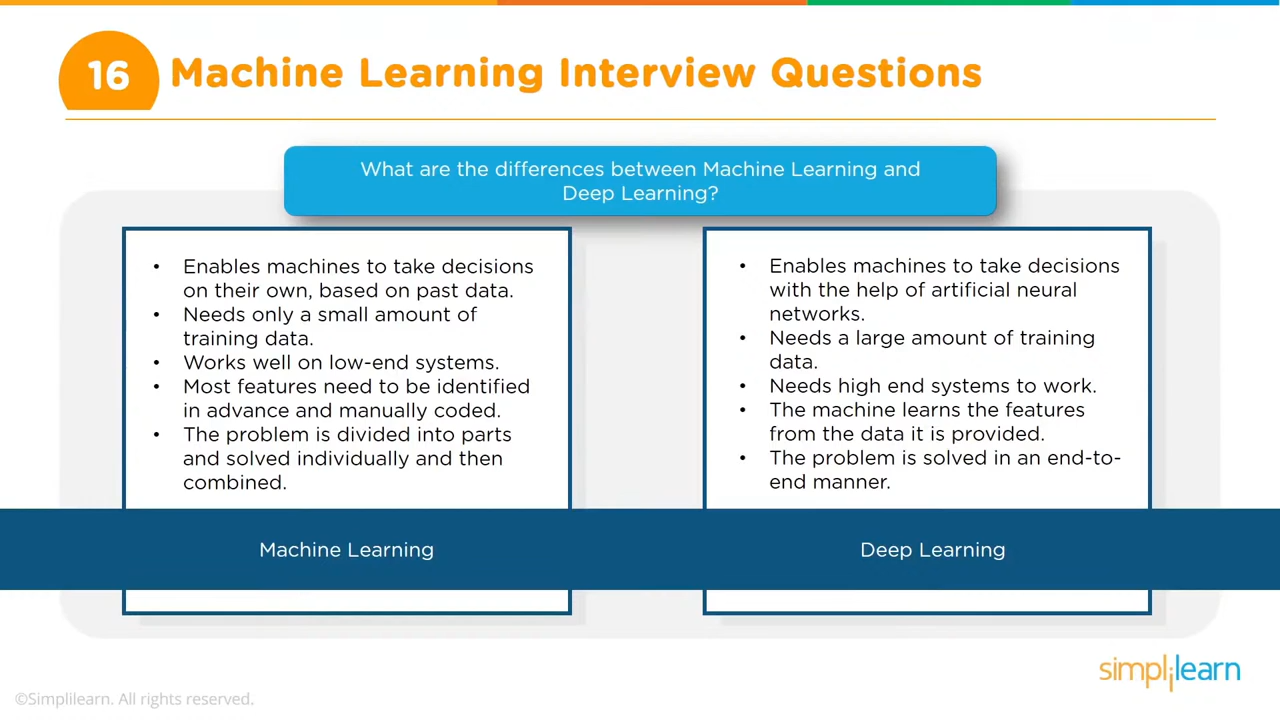 16
Machine Learning Interview Questions
What are the differences between Machine Learning and
Deep Learning?
• Enables machines to take decisions
on their own, based on past data.
• Needs only a small amount of
training data.
• Works well on low-end systems.
• Most features need to be identified
in advance and manually coded.
• The problem is divided into parts
and solved individually and then
combined.
Machine Learning
• Enables machines to take decisions
with the help of artificial neural
networks.
• Needs a large amount of training
data.
• Needs high end systems to work.
• The machine learns the features
from the data it is provided.
• The problem is solved in an end-to-
end manner.
Deep Learning
simplilearn
©Simplilearn. All rights reserved.